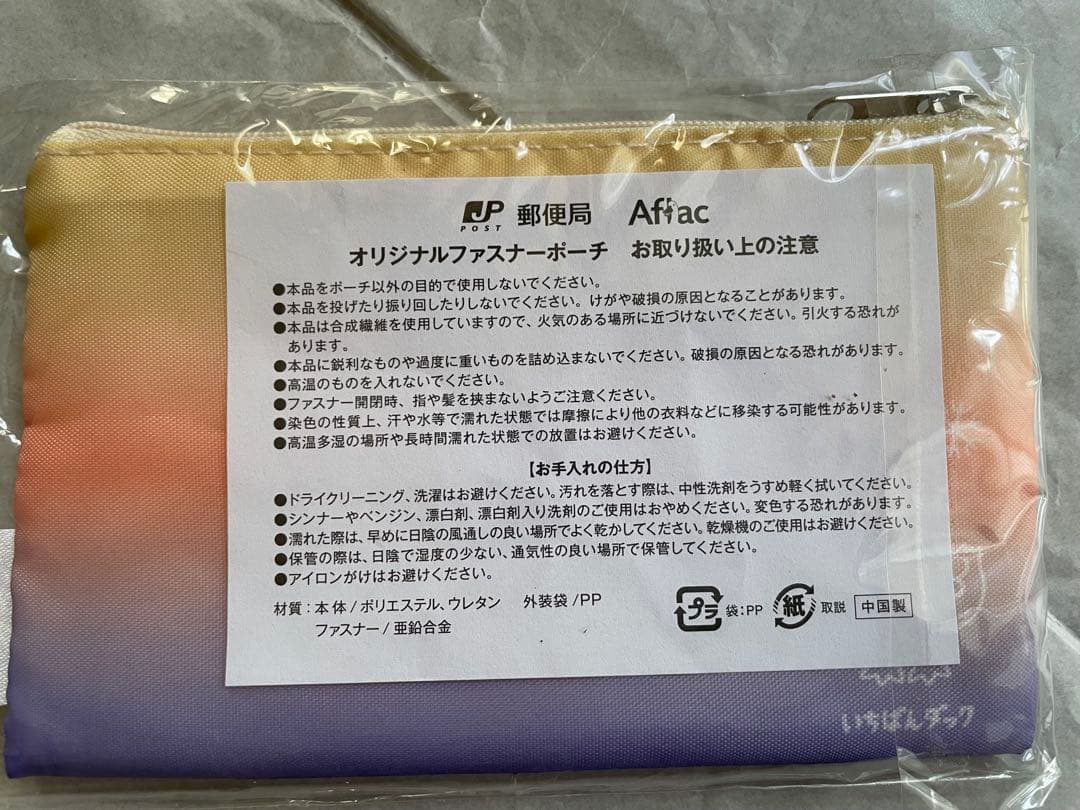 JP POST 郵便局 Aflac
オリジナルファスナーポーチ お取り扱い上の注意
●本品をポーチ以外の目的で使用しないでください。
●本品を投げたり振り回したりしないでください。けがや破損の原因となることがあります。
●本品は合成繊維を使用していますので、火気のある場所に近づけないでください。引火する恐れが
あります。
●本品に鋭利なものや過度に重いものを詰め込まないでください。破損の原因となる恐れがあります。
●高温のものを入れないでください。
●ファスナー開閉時、指や髪を挟まないようご注意ください。
●染色の性質上、汗や水等で濡れた状態では摩擦により他の衣料などに移染する可能性があります。
●高温多湿の場所や長時間濡れた状態での放置はお避けください。
【お手入れの仕方】
●ドライクリーニング、洗濯はお避けください。汚れを落とす際は、中性洗剤をうすめ軽く拭いてください。
●シンナーやベンジン、漂白剤、漂白剤入り洗剤のご使用はおやめください。変色する恐れがあります。
●濡れた際は、早めに日陰の風通しの良い場所でよく乾かしてください。乾燥機のご使用はお避けください。
●保管の際は、日陰で湿度の少ない、通気性の良い場所で保管してください。
●アイロンがけはお避けください。
材質：本体/ポリエステル、ウレタン 外装袋/PP
ファスナー/亜鉛合金
プラ 袋：PP 紙 取説 中国製
いちばんダック